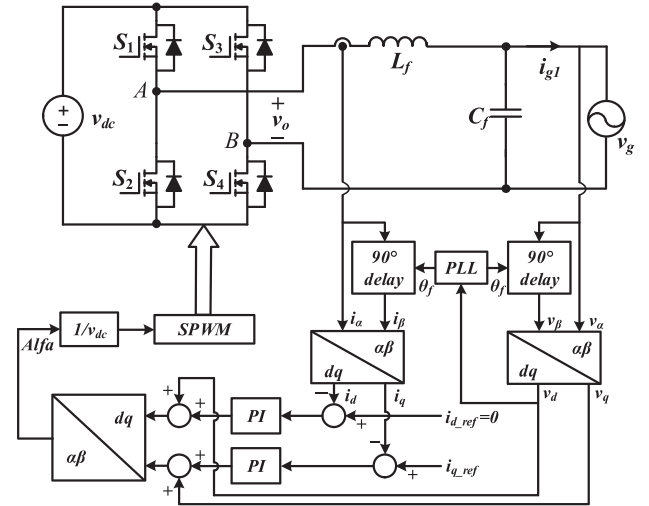 S1
S3
Lf
ig1
A
+
−
vdc
+
vo
−
Cf
B
vg
S2
S4
90°
delay
θf
PLL
θf
90°
delay
1/vdc
SPWM
Alfa
iα
iβ
vβ
vα
αβ
dq
αβ
dq
id
iq
vd
vq
dq
αβ
+
+
PI
−
+
id_ref=0
−
+
+
PI
+
iq_ref